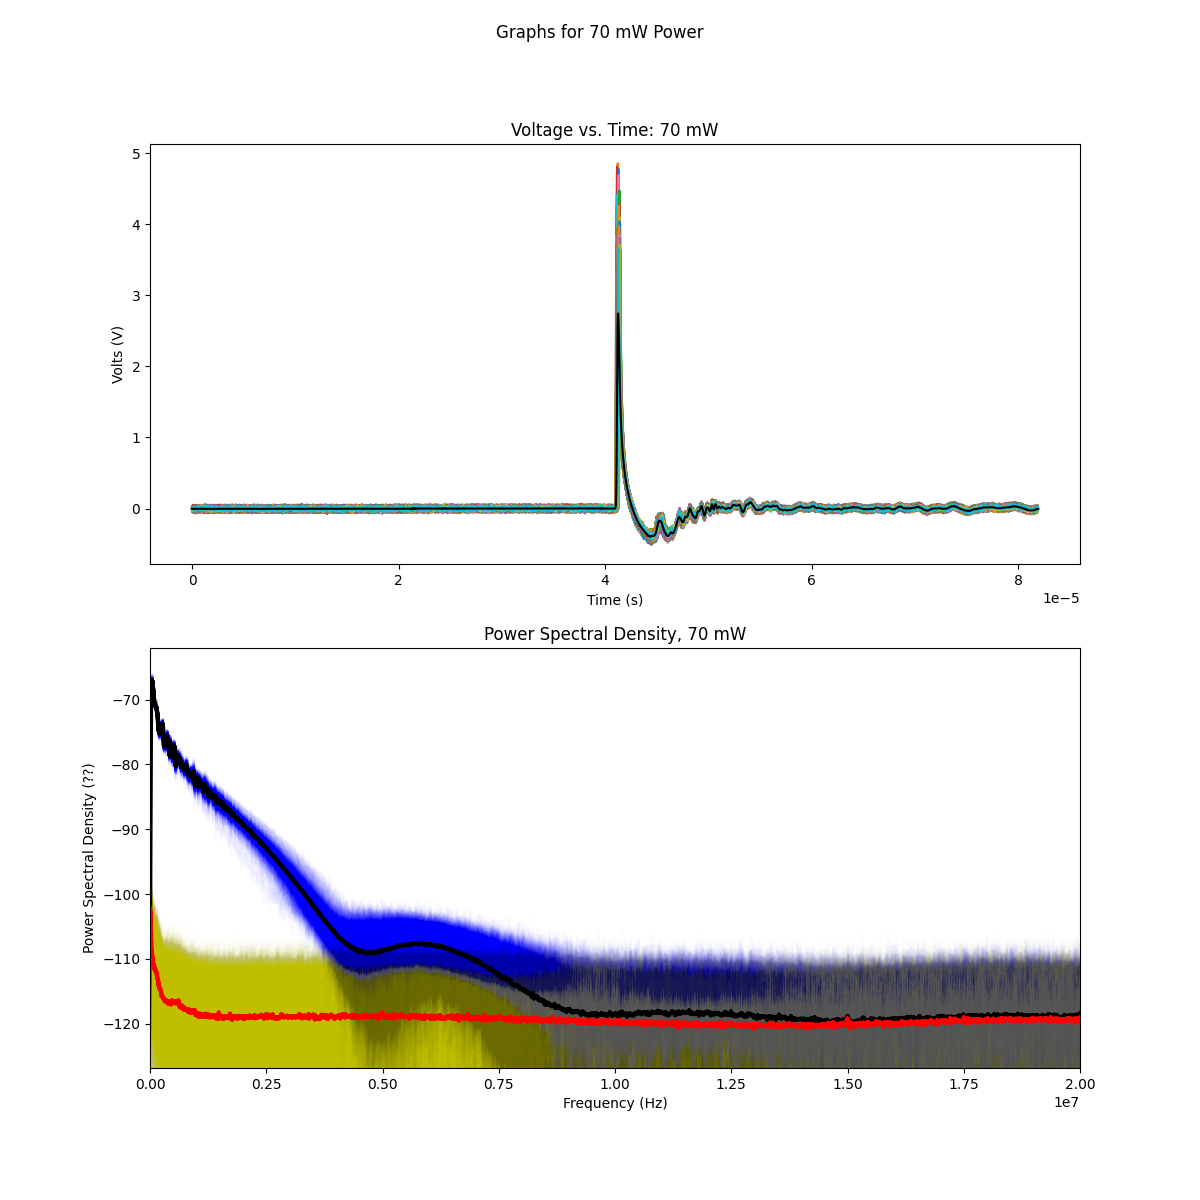 Graphs for 70 mW Power
Voltage vs. Time: 70 mW
Volts (V)
5
4
3
2
1
0
0 2 4 6 8
1e−5
Time (s)
Power Spectral Density, 70 mW
Power Spectral Density (??)
−70
−80
−90
−100
−110
−120
0.00 0.25 0.50 0.75 1.00 1.25 1.50 1.75 2.00
1e7
Frequency (Hz)